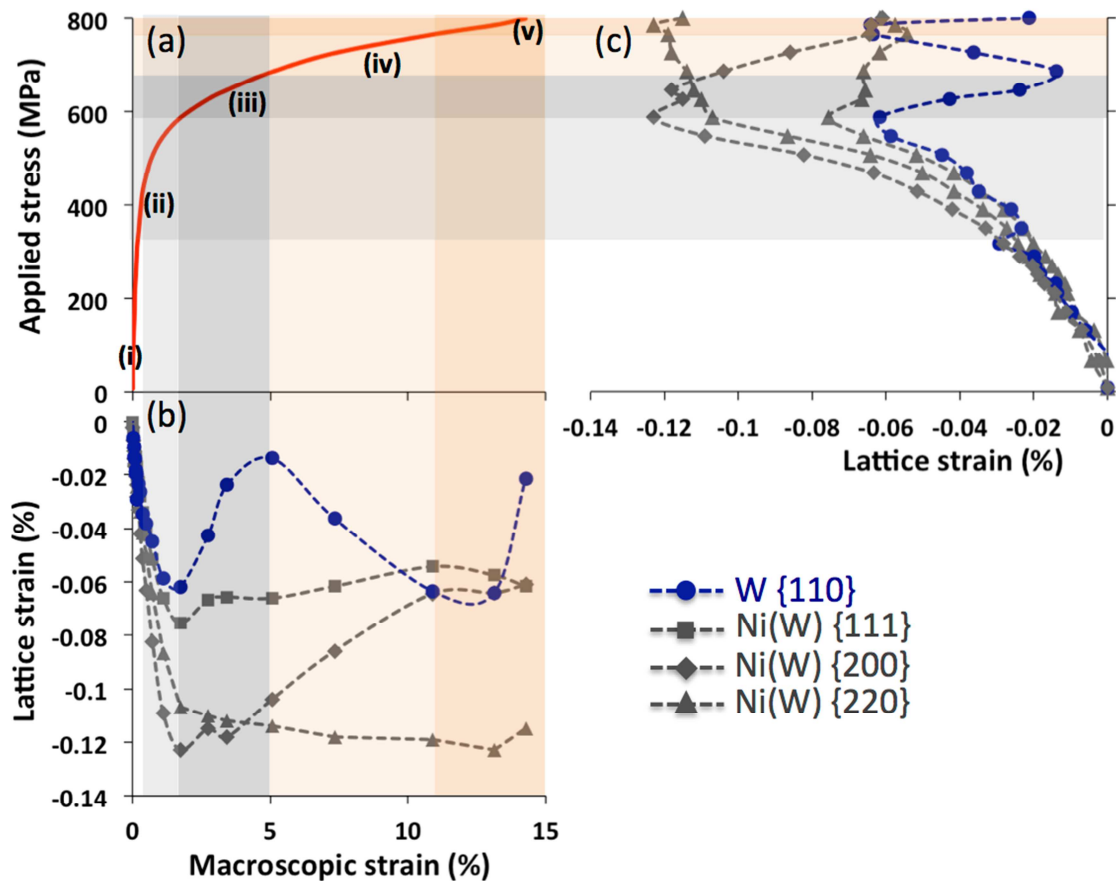 (a)
(v)
(iv)
(iii)
(ii)
(i)
Applied stress (MPa)
800
600
400
200
0
(c)
-0.14 -0.12 -0.1 -0.08 -0.06 -0.04 -0.02 0
Lattice strain (%)
(b)
Lattice strain (%)
0
-0.02
-0.04
-0.06
-0.08
-0.1
-0.12
-0.14
0 5 10 15
Macroscopic strain (%)
W {110}
Ni(W) {111}
Ni(W) {200}
Ni(W) {220}